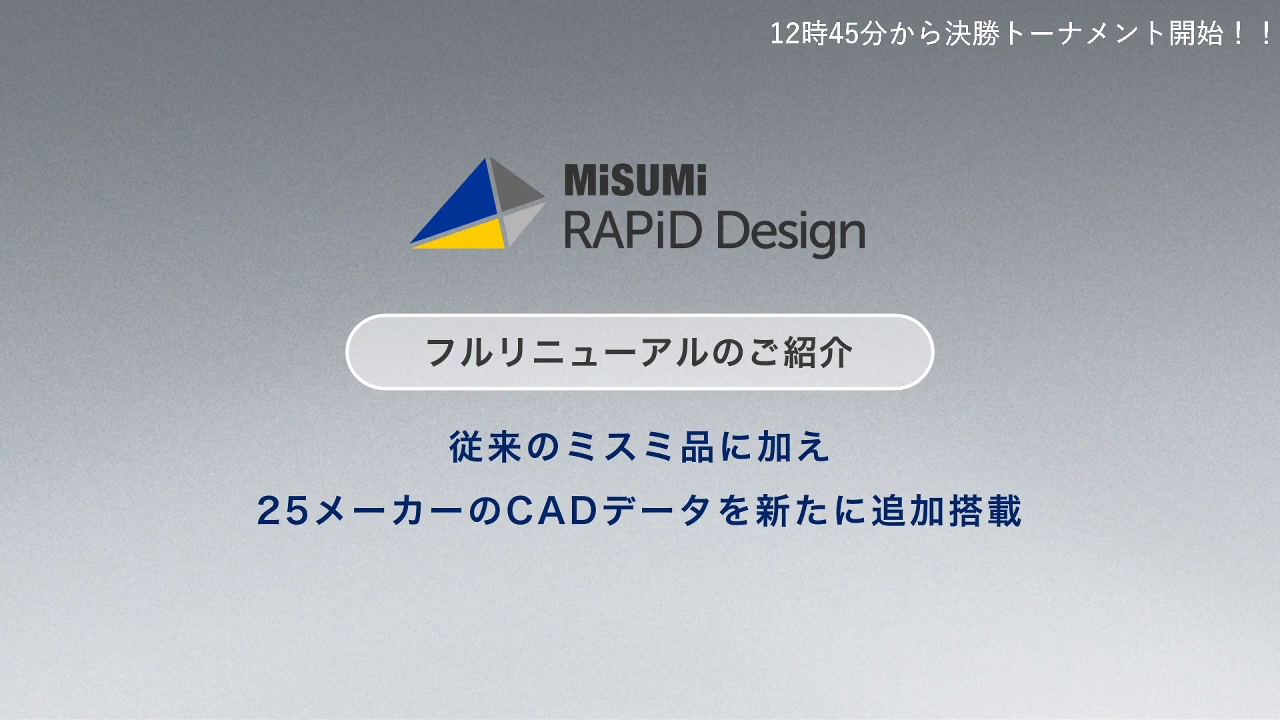 12時45分から決勝トーナメント開始！！
MiSUMi
RAPiD Design
フルリニューアルのご紹介
従来のミスミ品に加え
25メーカーのCADデータを新たに追加搭載